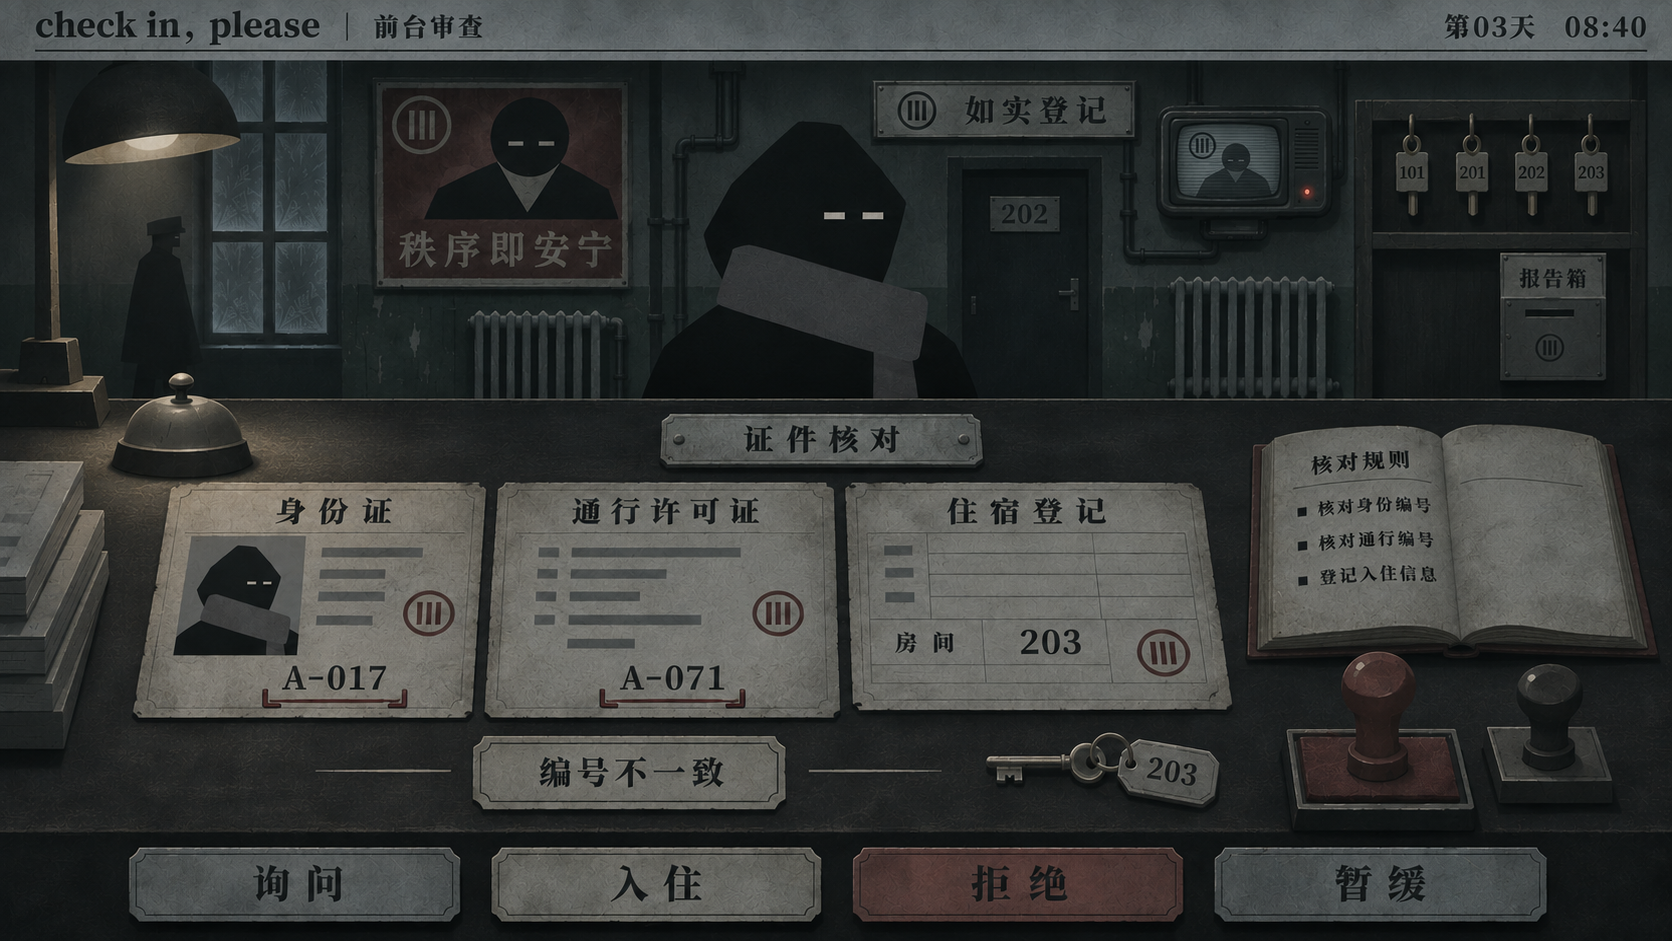 check in, please | 前台审查
第03天 08:40
秩序即安宁
如实登记
202
101 201 202 203
报告箱
证件核对
身份证
A-017
通行许可证
A-071
住宿登记
房间 203
核对规则
■ 核对身份编号
■ 核对通行编号
■ 登记入住信息
编号不一致
203
询问
入住
拒绝
暂缓